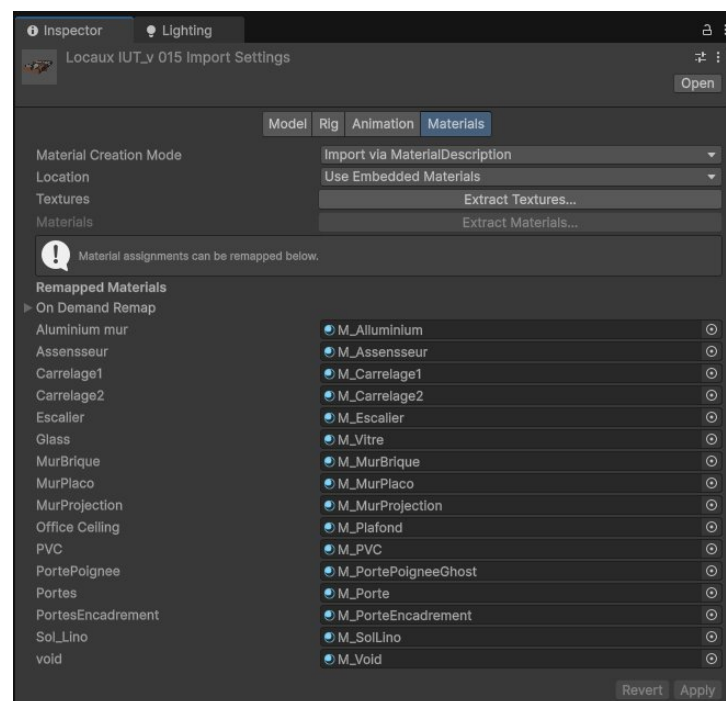 Inspector Lighting
Locaux IUT_v 015 Import Settings
Open
Model Rig Animation Materials
Material Creation Mode Import via MaterialDescription
Location Use Embedded Materials
Textures Extract Textures...
Materials Extract Materials...
Material assignments can be remapped below.
Remapped Materials
On Demand Remap
Aluminium mur M_Alluminium
Assensseur M_Assensseur
Carrelage1 M_Carrelage1
Carrelage2 M_Carrelage2
Escalier M_Escalier
Glass M_Vitre
MurBrique M_MurBrique
MurPlaco M_MurPlaco
MurProjection M_MurProjection
Office Ceiling M_Plafond
PVC M_PVC
PortePoignee M_PortePoigneeGhost
Portes M_Porte
PortesEncadrement M_PorteEncadrement
Sol_Lino M_SolLino
void M_Void
Revert Apply